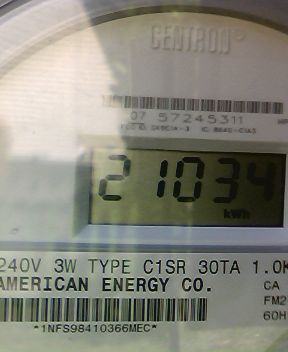 CENTRON®
07 57245311
21034
kWh
240V 3W TYPE C1SR 30TA 1.0K
AMERICAN ENERGY CO.
CA
FM2
60H
*1NFS98410366MEC*